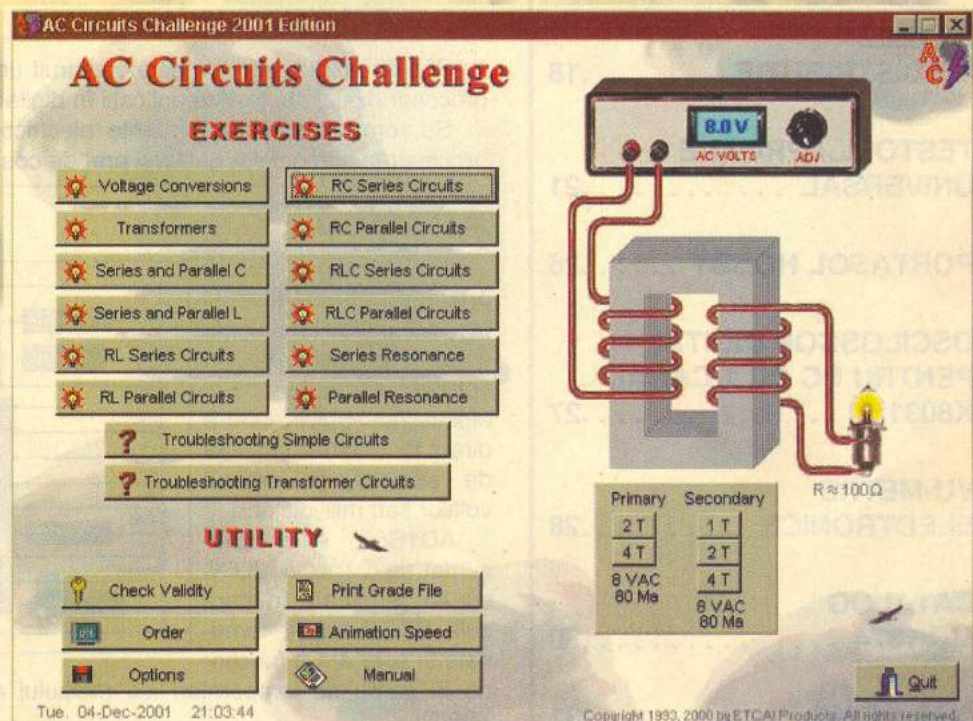 AC Circuits Challenge 2001 Edition
AC
AC Circuits Challenge
EXERCISES
Voltage Conversions
RC Series Circuits
Transformers
RC Parallel Circuits
Series and Parallel C
RLC Series Circuits
Series and Parallel L
RLC Parallel Circuits
RL Series Circuits
Series Resonance
RL Parallel Circuits
Parallel Resonance
? Troubleshooting Simple Circuits
? Troubleshooting Transformer Circuits
UTILITY
Check Validity
Print Grade File
Order
Animation Speed
Options
Manual
Tue. 04-Dec-2001 21:03:44
8.0 V
AC VOLTS
ADJ
R≈100Ω
Primary Secondary
2 T 1 T
4 T 2 T
8 VAC 4 T
80 Ma 8 VAC
80 Ma
Quit
Copyright 1993, 2000 by ETCAI Products. All rights reserved.